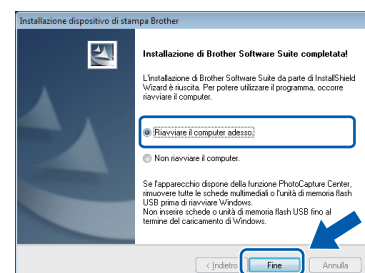 Installazione dispositivo di stampa Brother
Installazione di Brother Software Suite completata!
L'installazione di Brother Software Suite da parte di InstallShield
Wizard è riuscita. Per potere utilizzare il programma, occorre
riavviare il computer.
Riavviare il computer adesso.
Non riavviare il computer.
Se l'apparecchio dispone della funzione PhotoCapture Center,
rimuovere tutte le schede multimediali o l'unità di memoria flash
USB prima di riavviare Windows.
Non inserire schede o unità di memoria flash USB fino al
termine del caricamento di Windows.
< Indietro Fine Annulla